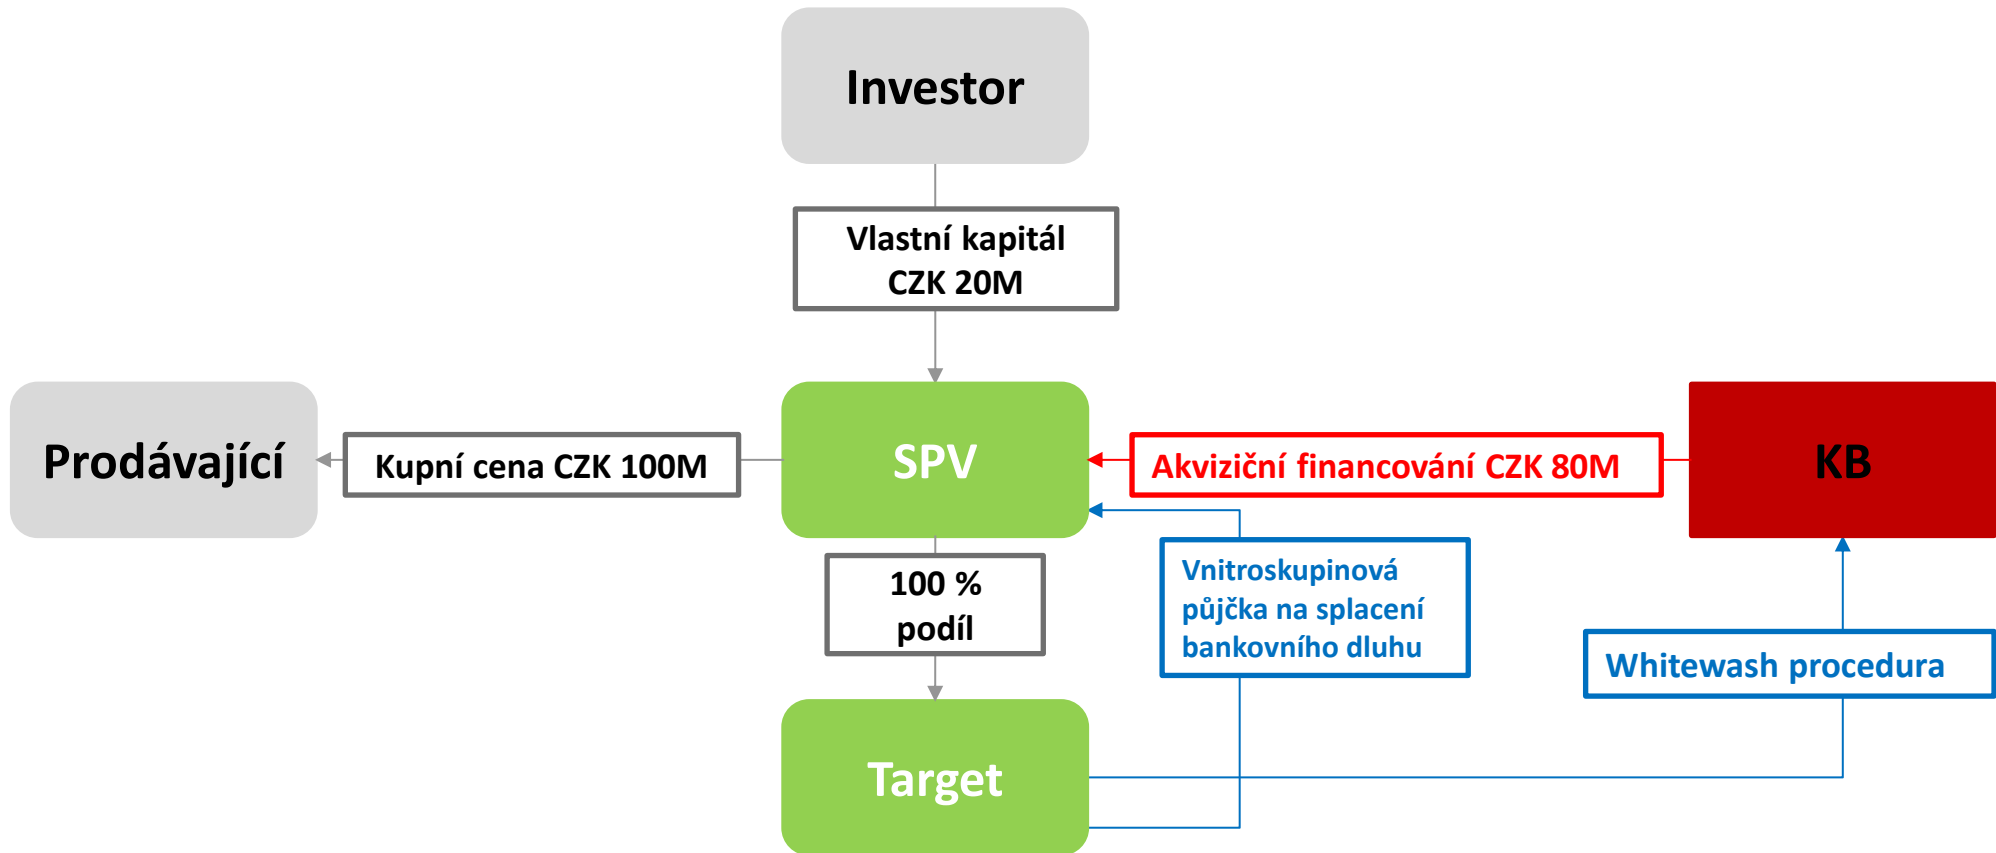 Investor
Vlastní kapitál
CZK 20M
Prodávající
Kupní cena CZK 100M
SPV
Akviziční financování CZK 80M
KB
100 %
podíl
Vnitroskupinová
půjčka na splacení
bankovního dluhu
Whitewash procedura
Target